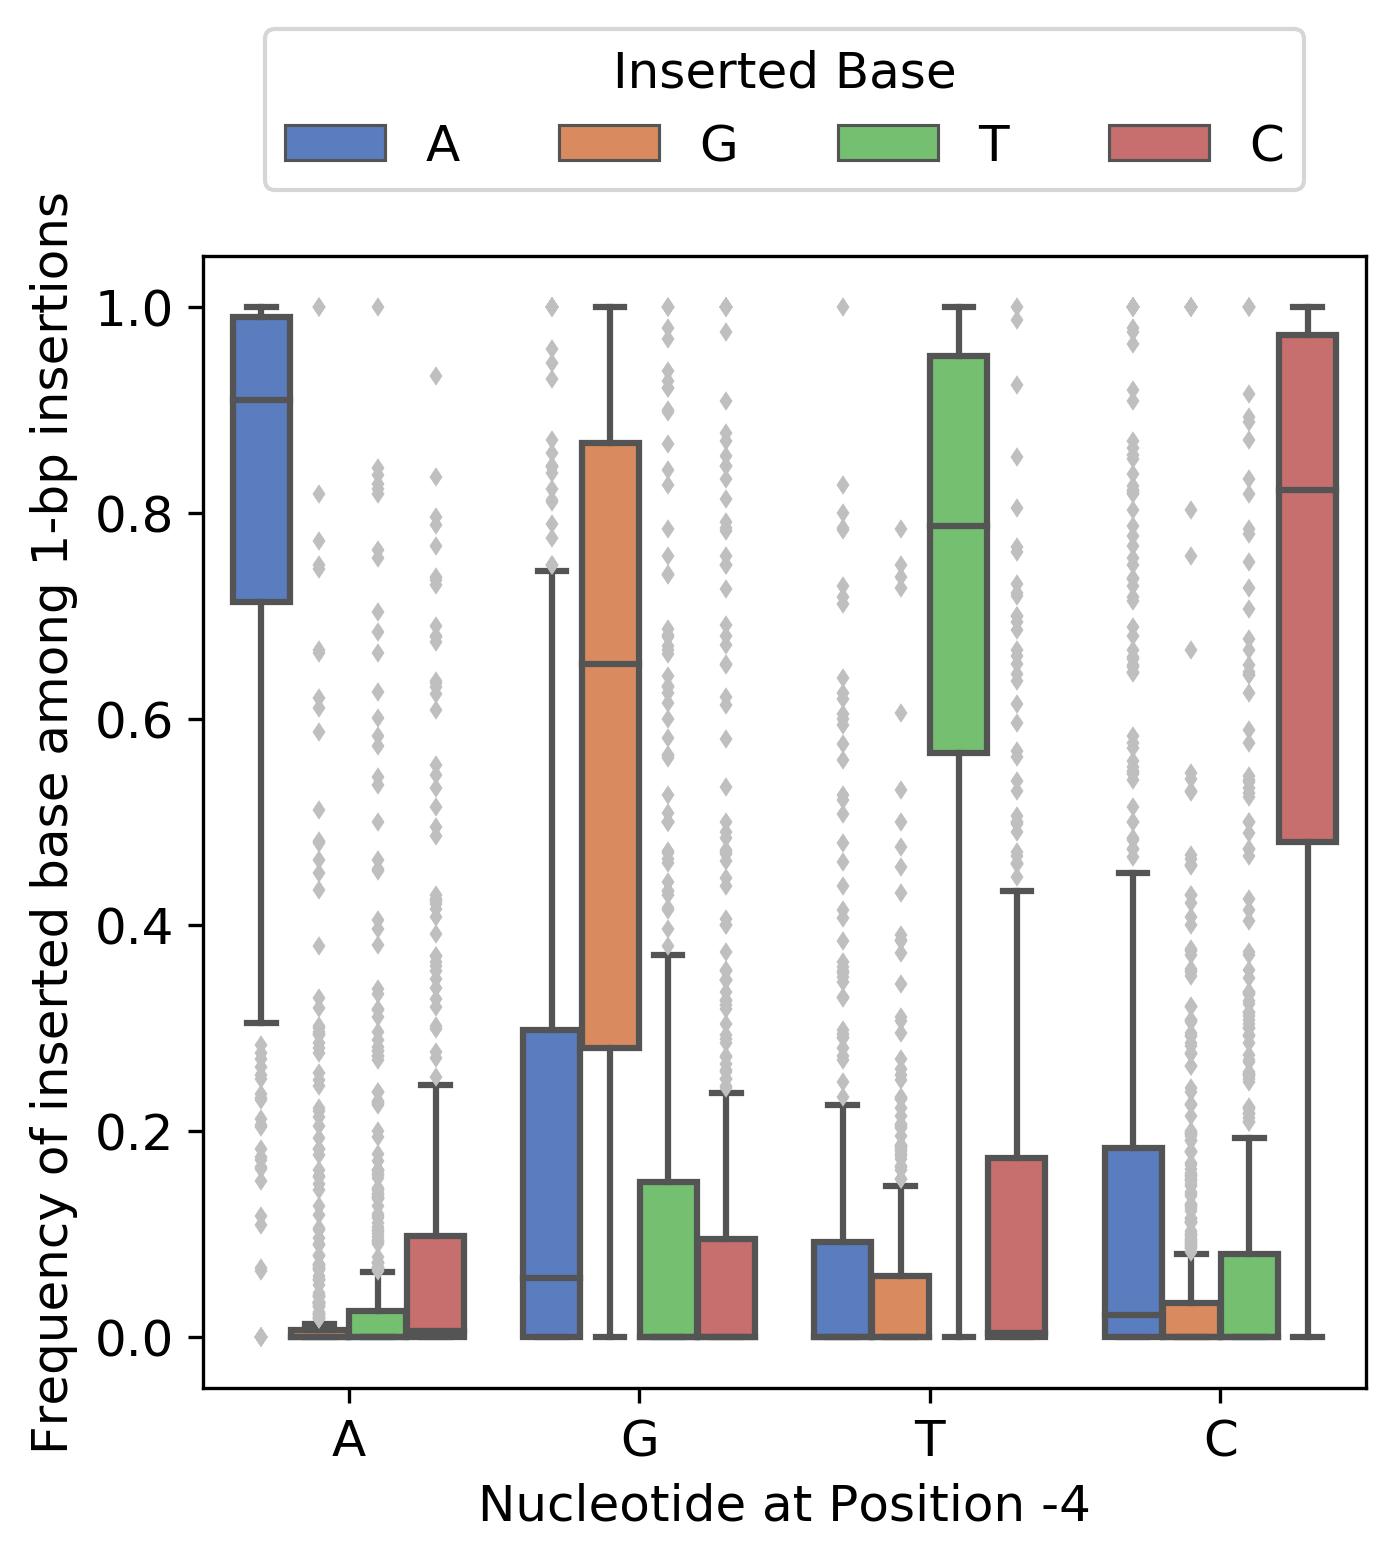 Inserted Base
A G T C
Frequency of inserted base among 1-bp insertions
1.0
0.8
0.6
0.4
0.2
0.0
A G T C
Nucleotide at Position -4